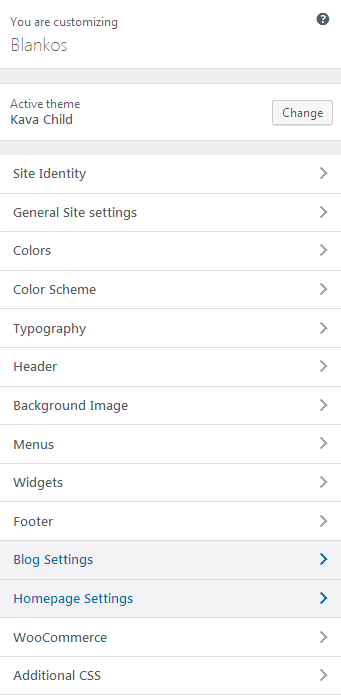 You are customizing
Blankos
?
Active theme
Kava Child
Change
Site Identity
General Site settings
Colors
Color Scheme
Typography
Header
Background Image
Menus
Widgets
Footer
Blog Settings
Homepage Settings
WooCommerce
Additional CSS